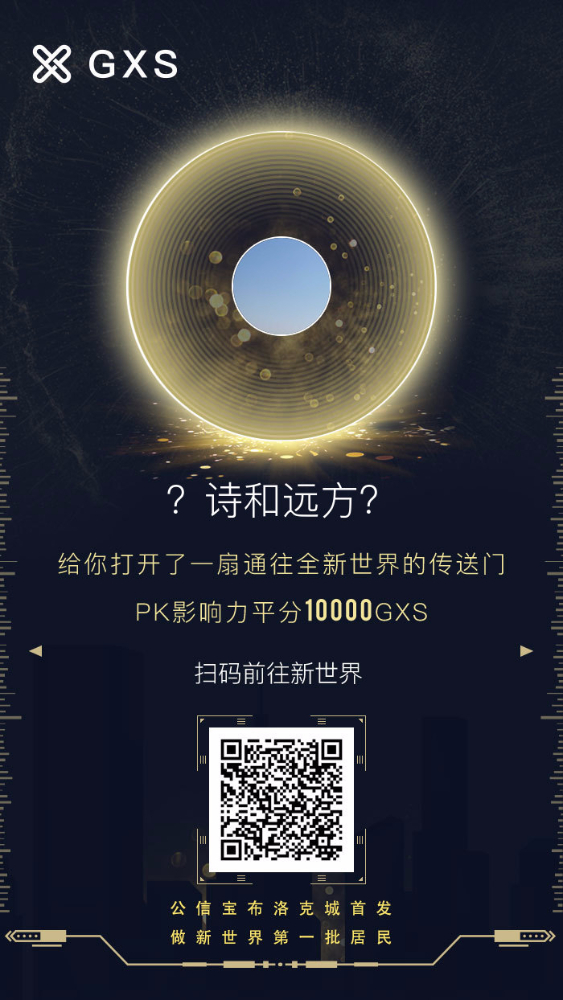 GXS
？诗和远方？
给你打开了一扇通往全新世界的传送门
PK影响力平分10000GXS
扫码前往新世界
公信宝布洛克城首发
做新世界第一批居民